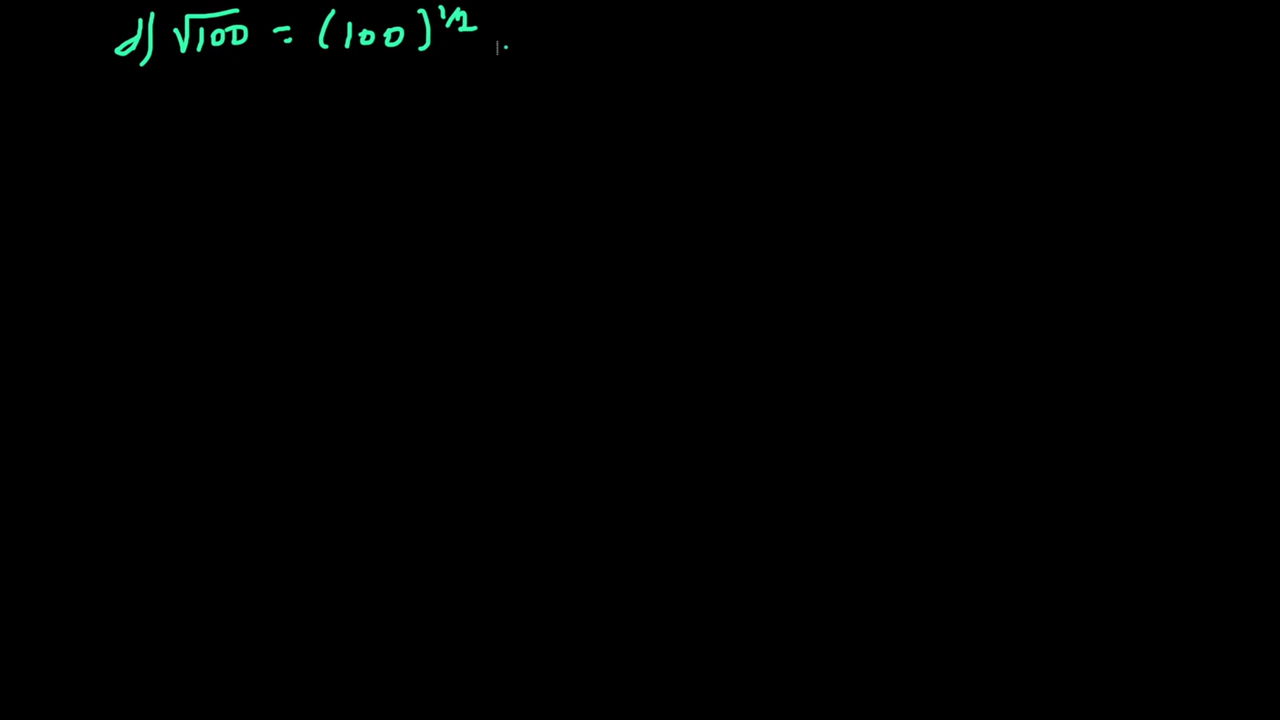 d) √100 = (100)^1/2